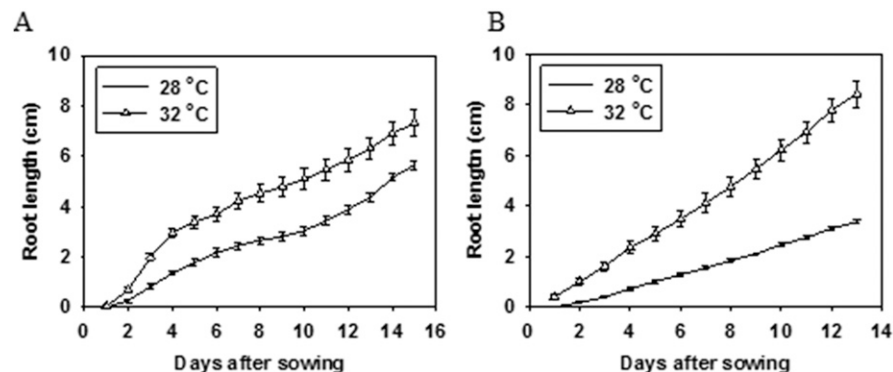 A
10
8
6
4
2
0
Root length (cm)
28 °C
32 °C
0 2 4 6 8 10 12 14 16
Days after sowing
B
10
8
6
4
2
0
Root length (cm)
28 °C
32 °C
0 2 4 6 8 10 12 14
Days after sowing